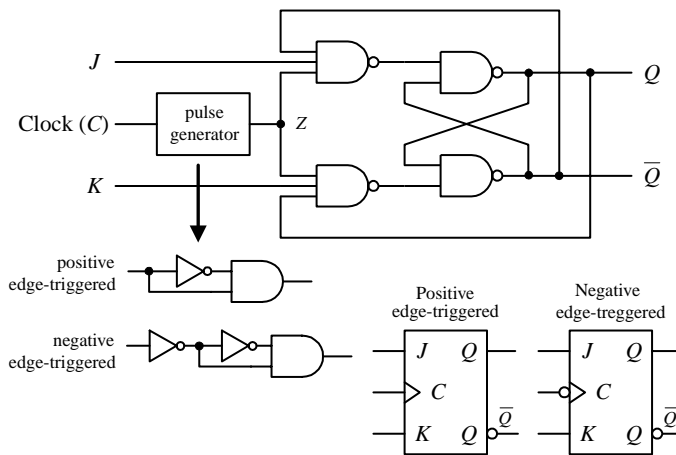 J
Q
Clock (C)
pulse
generator
Z
K
Q̅
positive
edge-triggered
negative
edge-triggered
Positive
edge-triggered
J Q
C
K Q
Q̅
Negative
edge-treggered
J Q
C
K Q
Q̅